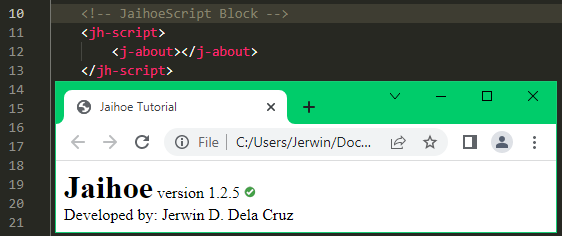 10 <!-- JaihoeScript Block -->
11 <jh-script>
12 <j-about></j-about>
13 </jh-script>
14
15
16
17
18
19
20
21
Jaihoe Tutorial
File C:/Users/Jerwin/Doc...
Jaihoe version 1.2.5
Developed by: Jerwin D. Dela Cruz